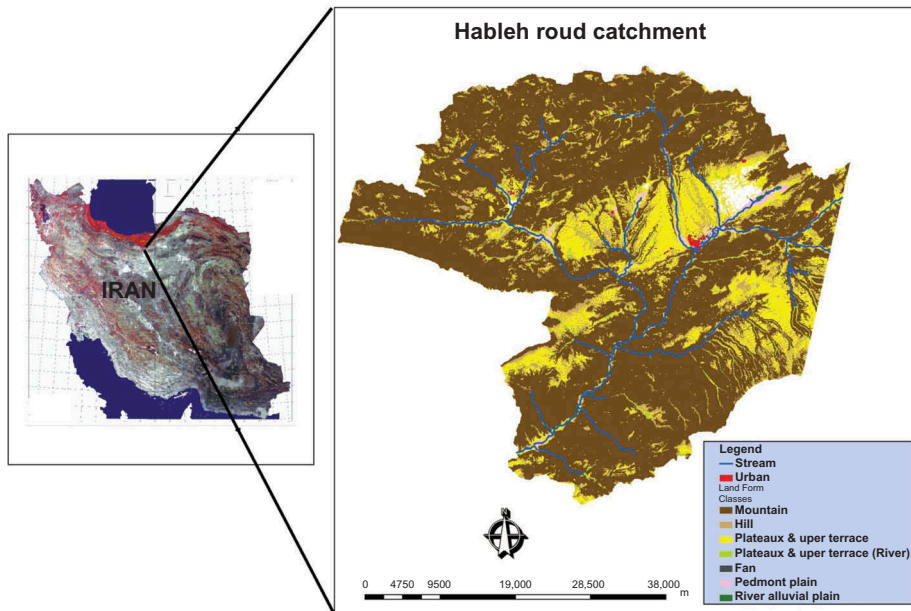 Hableh roud catchment
IRAN
Legend
Stream
Urban
Land Form
Classes
Mountain
Hill
Plateaux & uper terrace
Plateaux & uper terrace (River)
Fan
Pedmont plain
River alluvial plain
N
0 4750 9500 19,000 28,500 38,000
m